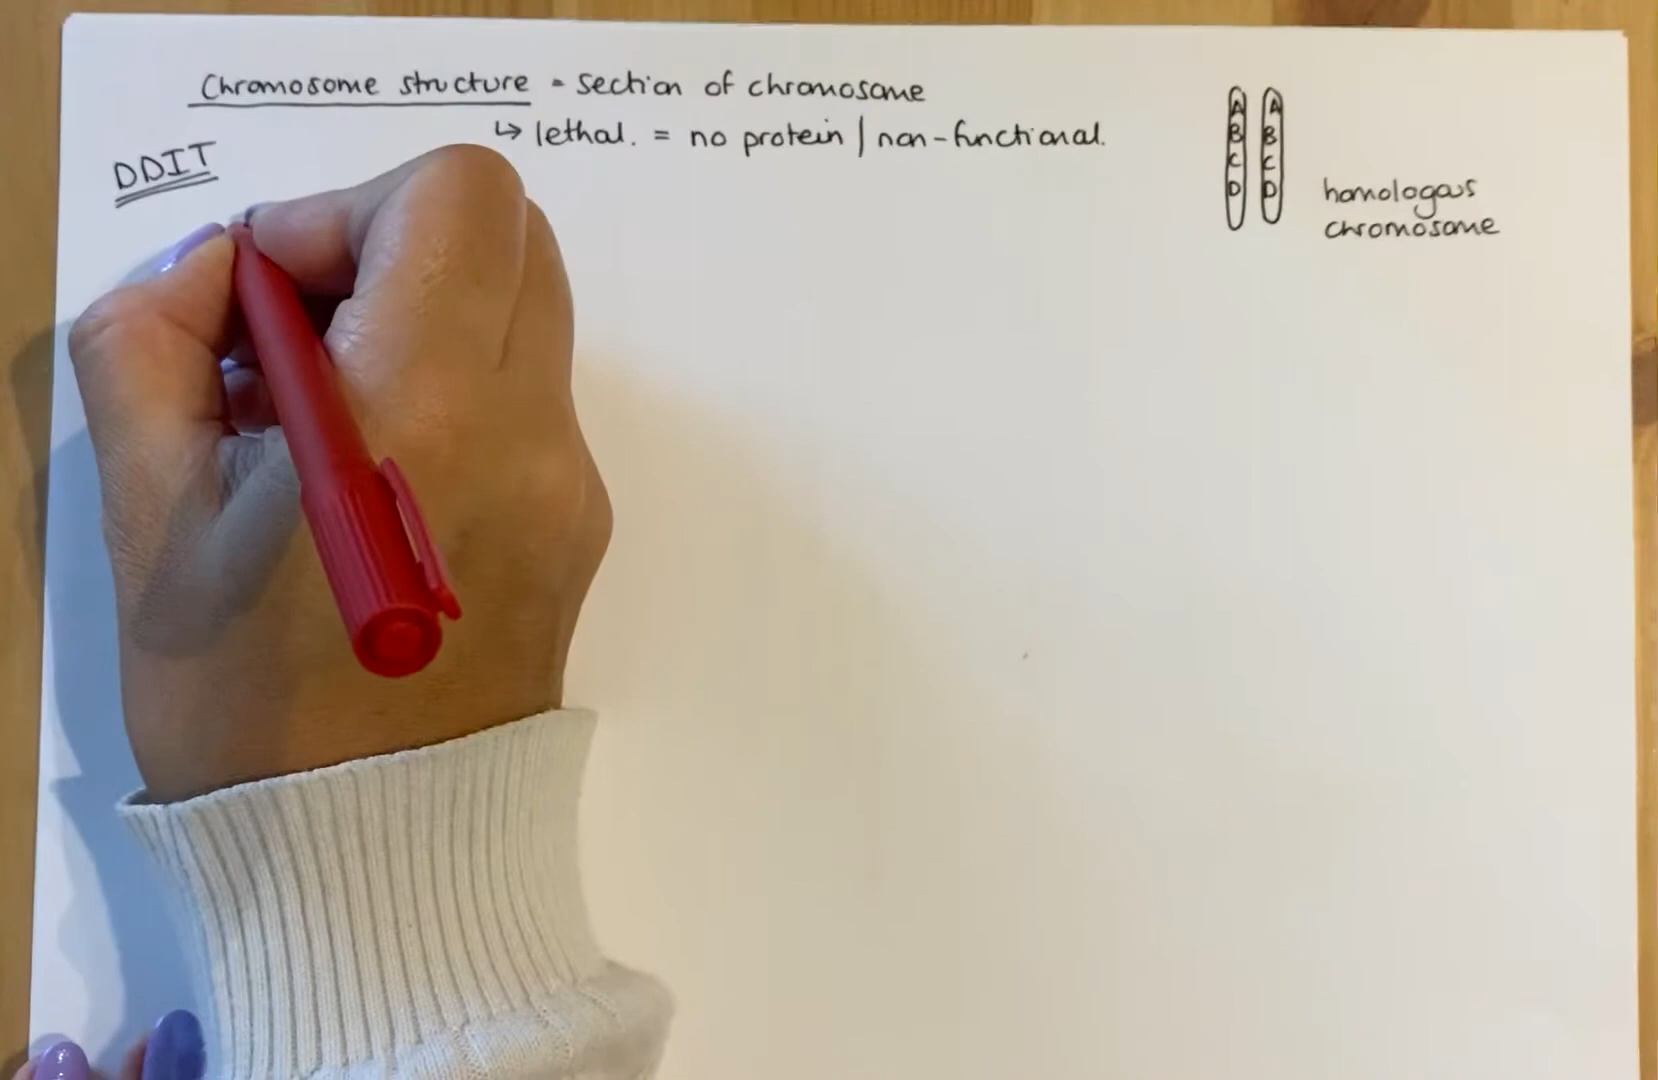 Chromosome structure - section of chromosome
↳ lethal. = no protein | non-functional.
DDIT
A A
B B
C C
D D
homologous
chromosome